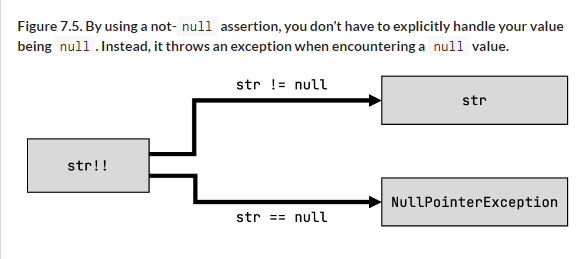 Figure 7.5. By using a not- null assertion, you don't have to explicitly handle your value
being null . Instead, it throws an exception when encountering a null value.
str != null
str
str!!
NullPointerException
str == null